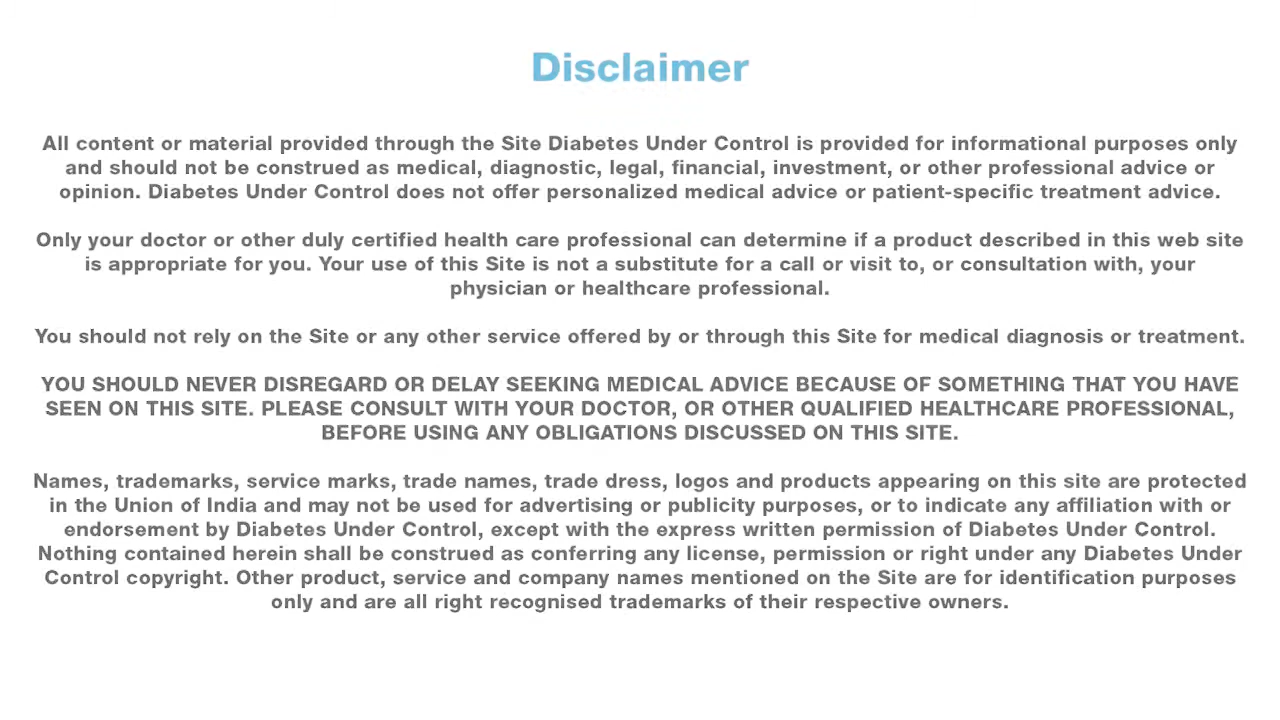 Disclaimer
All content or material provided through the Site Diabetes Under Control is provided for informational purposes only
and should not be construed as medical, diagnostic, legal, financial, investment, or other professional advice or
opinion. Diabetes Under Control does not offer personalized medical advice or patient-specific treatment advice.
Only your doctor or other duly certified health care professional can determine if a product described in this web site
is appropriate for you. Your use of this Site is not a substitute for a call or visit to, or consultation with, your
physician or healthcare professional.
You should not rely on the Site or any other service offered by or through this Site for medical diagnosis or treatment.
YOU SHOULD NEVER DISREGARD OR DELAY SEEKING MEDICAL ADVICE BECAUSE OF SOMETHING THAT YOU HAVE
SEEN ON THIS SITE. PLEASE CONSULT WITH YOUR DOCTOR, OR OTHER QUALIFIED HEALTHCARE PROFESSIONAL,
BEFORE USING ANY OBLIGATIONS DISCUSSED ON THIS SITE.
Names, trademarks, service marks, trade names, trade dress, logos and products appearing on this site are protected
in the Union of India and may not be used for advertising or publicity purposes, or to indicate any affiliation with or
endorsement by Diabetes Under Control, except with the express written permission of Diabetes Under Control.
Nothing contained herein shall be construed as conferring any license, permission or right under any Diabetes Under
Control copyright. Other product, service and company names mentioned on the Site are for identification purposes
only and are all right recognised trademarks of their respective owners.